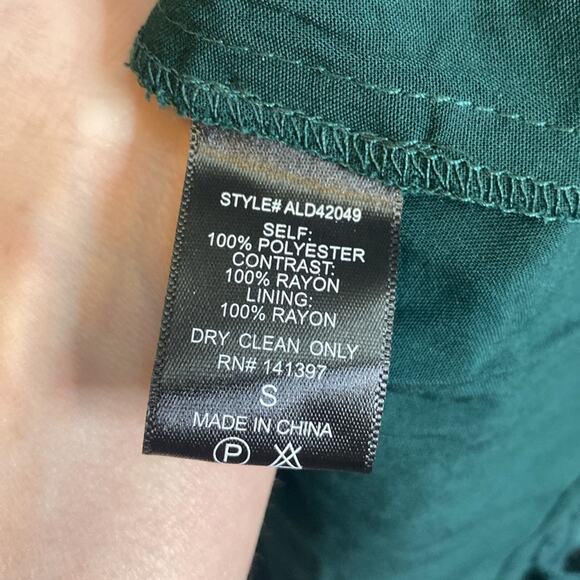 STYLE# ALD42049
SELF:
100% POLYESTER
CONTRAST:
100% RAYON
LINING:
100% RAYON
DRY CLEAN ONLY
RN# 141397
S
MADE IN CHINA
P